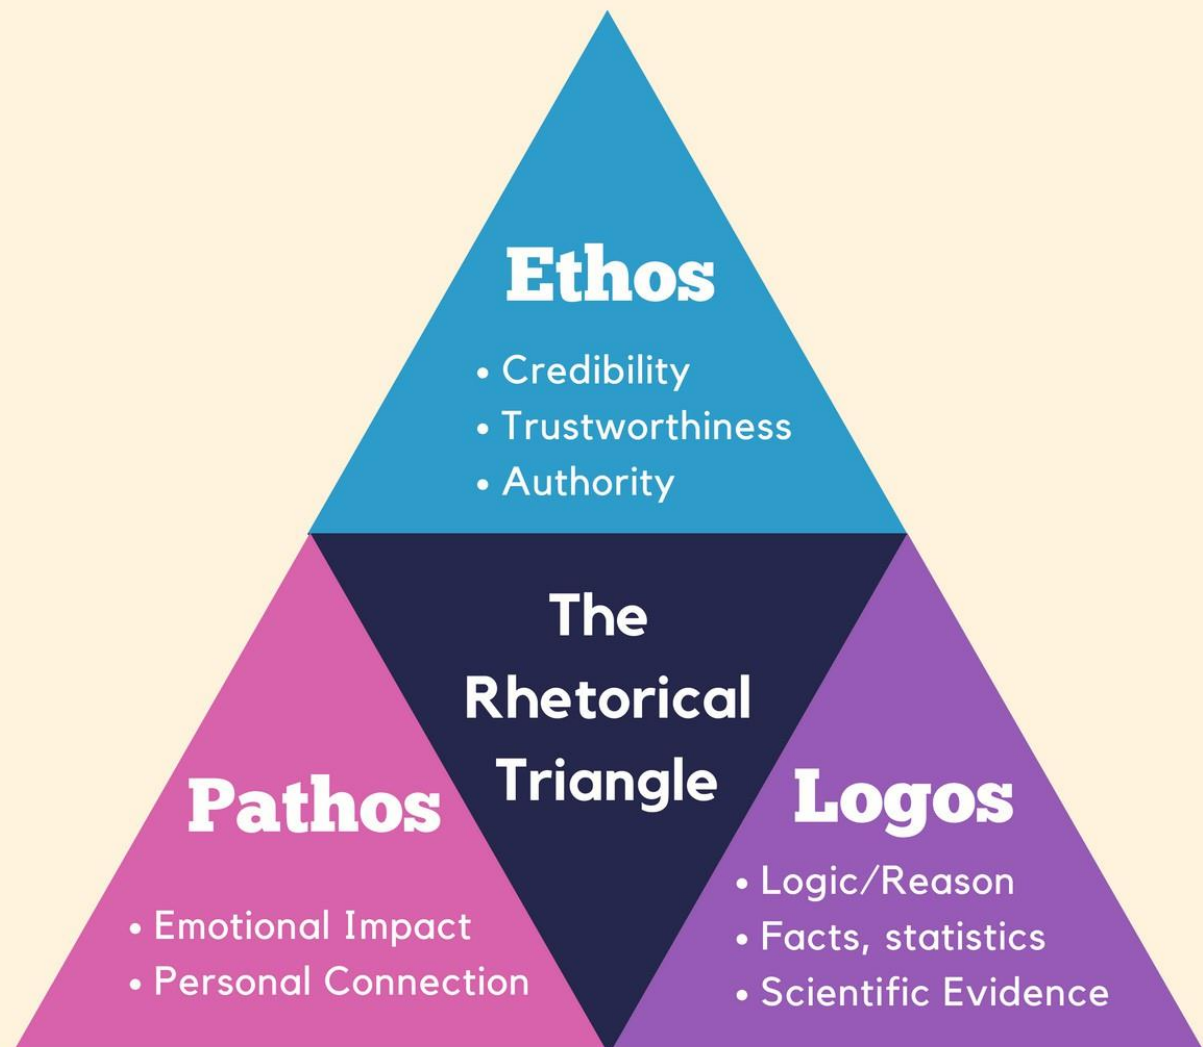 Ethos
• Credibility
• Trustworthiness
• Authority
The
Rhetorical
Triangle
Pathos
• Emotional Impact
• Personal Connection
Logos
• Logic/Reason
• Facts, statistics
• Scientific Evidence